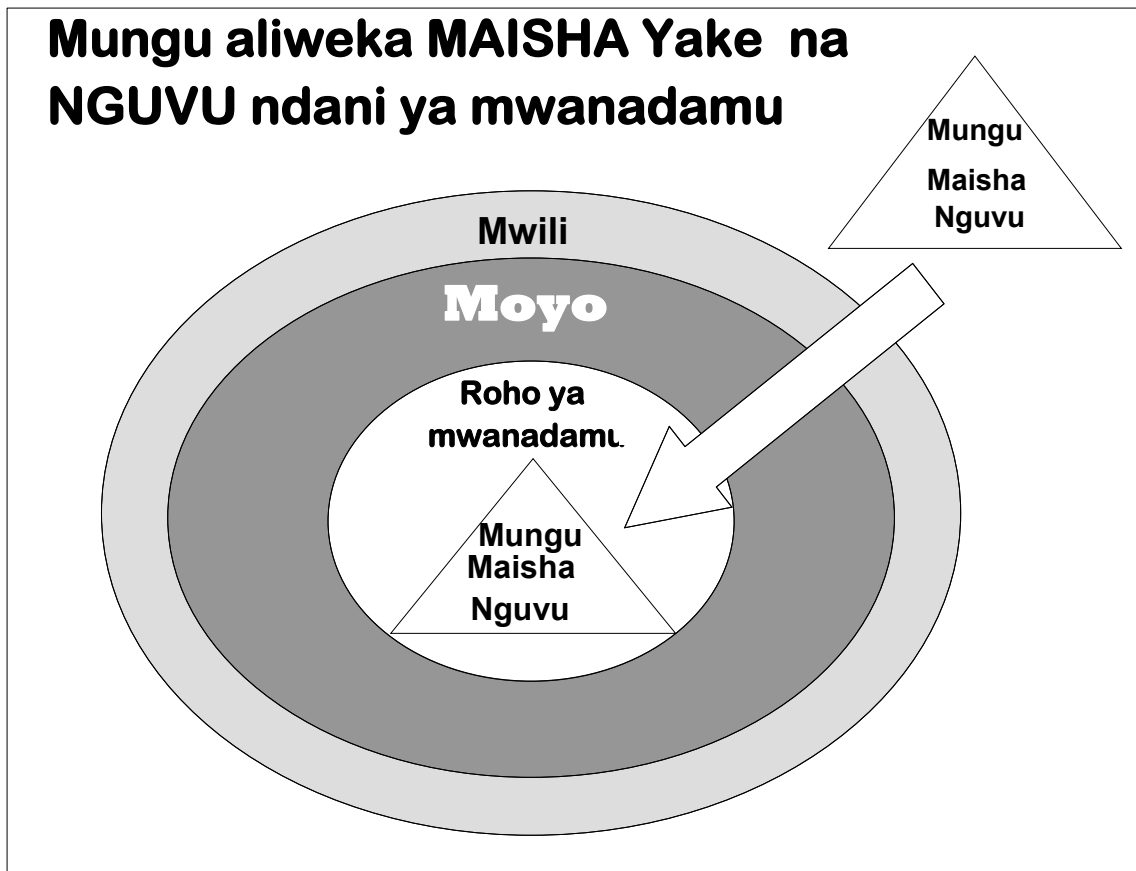 Mungu aliweka MAISHA Yake na
NGUVU ndani ya mwanadamu
Mungu
Maisha
Nguvu
Mwili
Moyo
Roho ya
mwanadamu
Mungu
Maisha
Nguvu